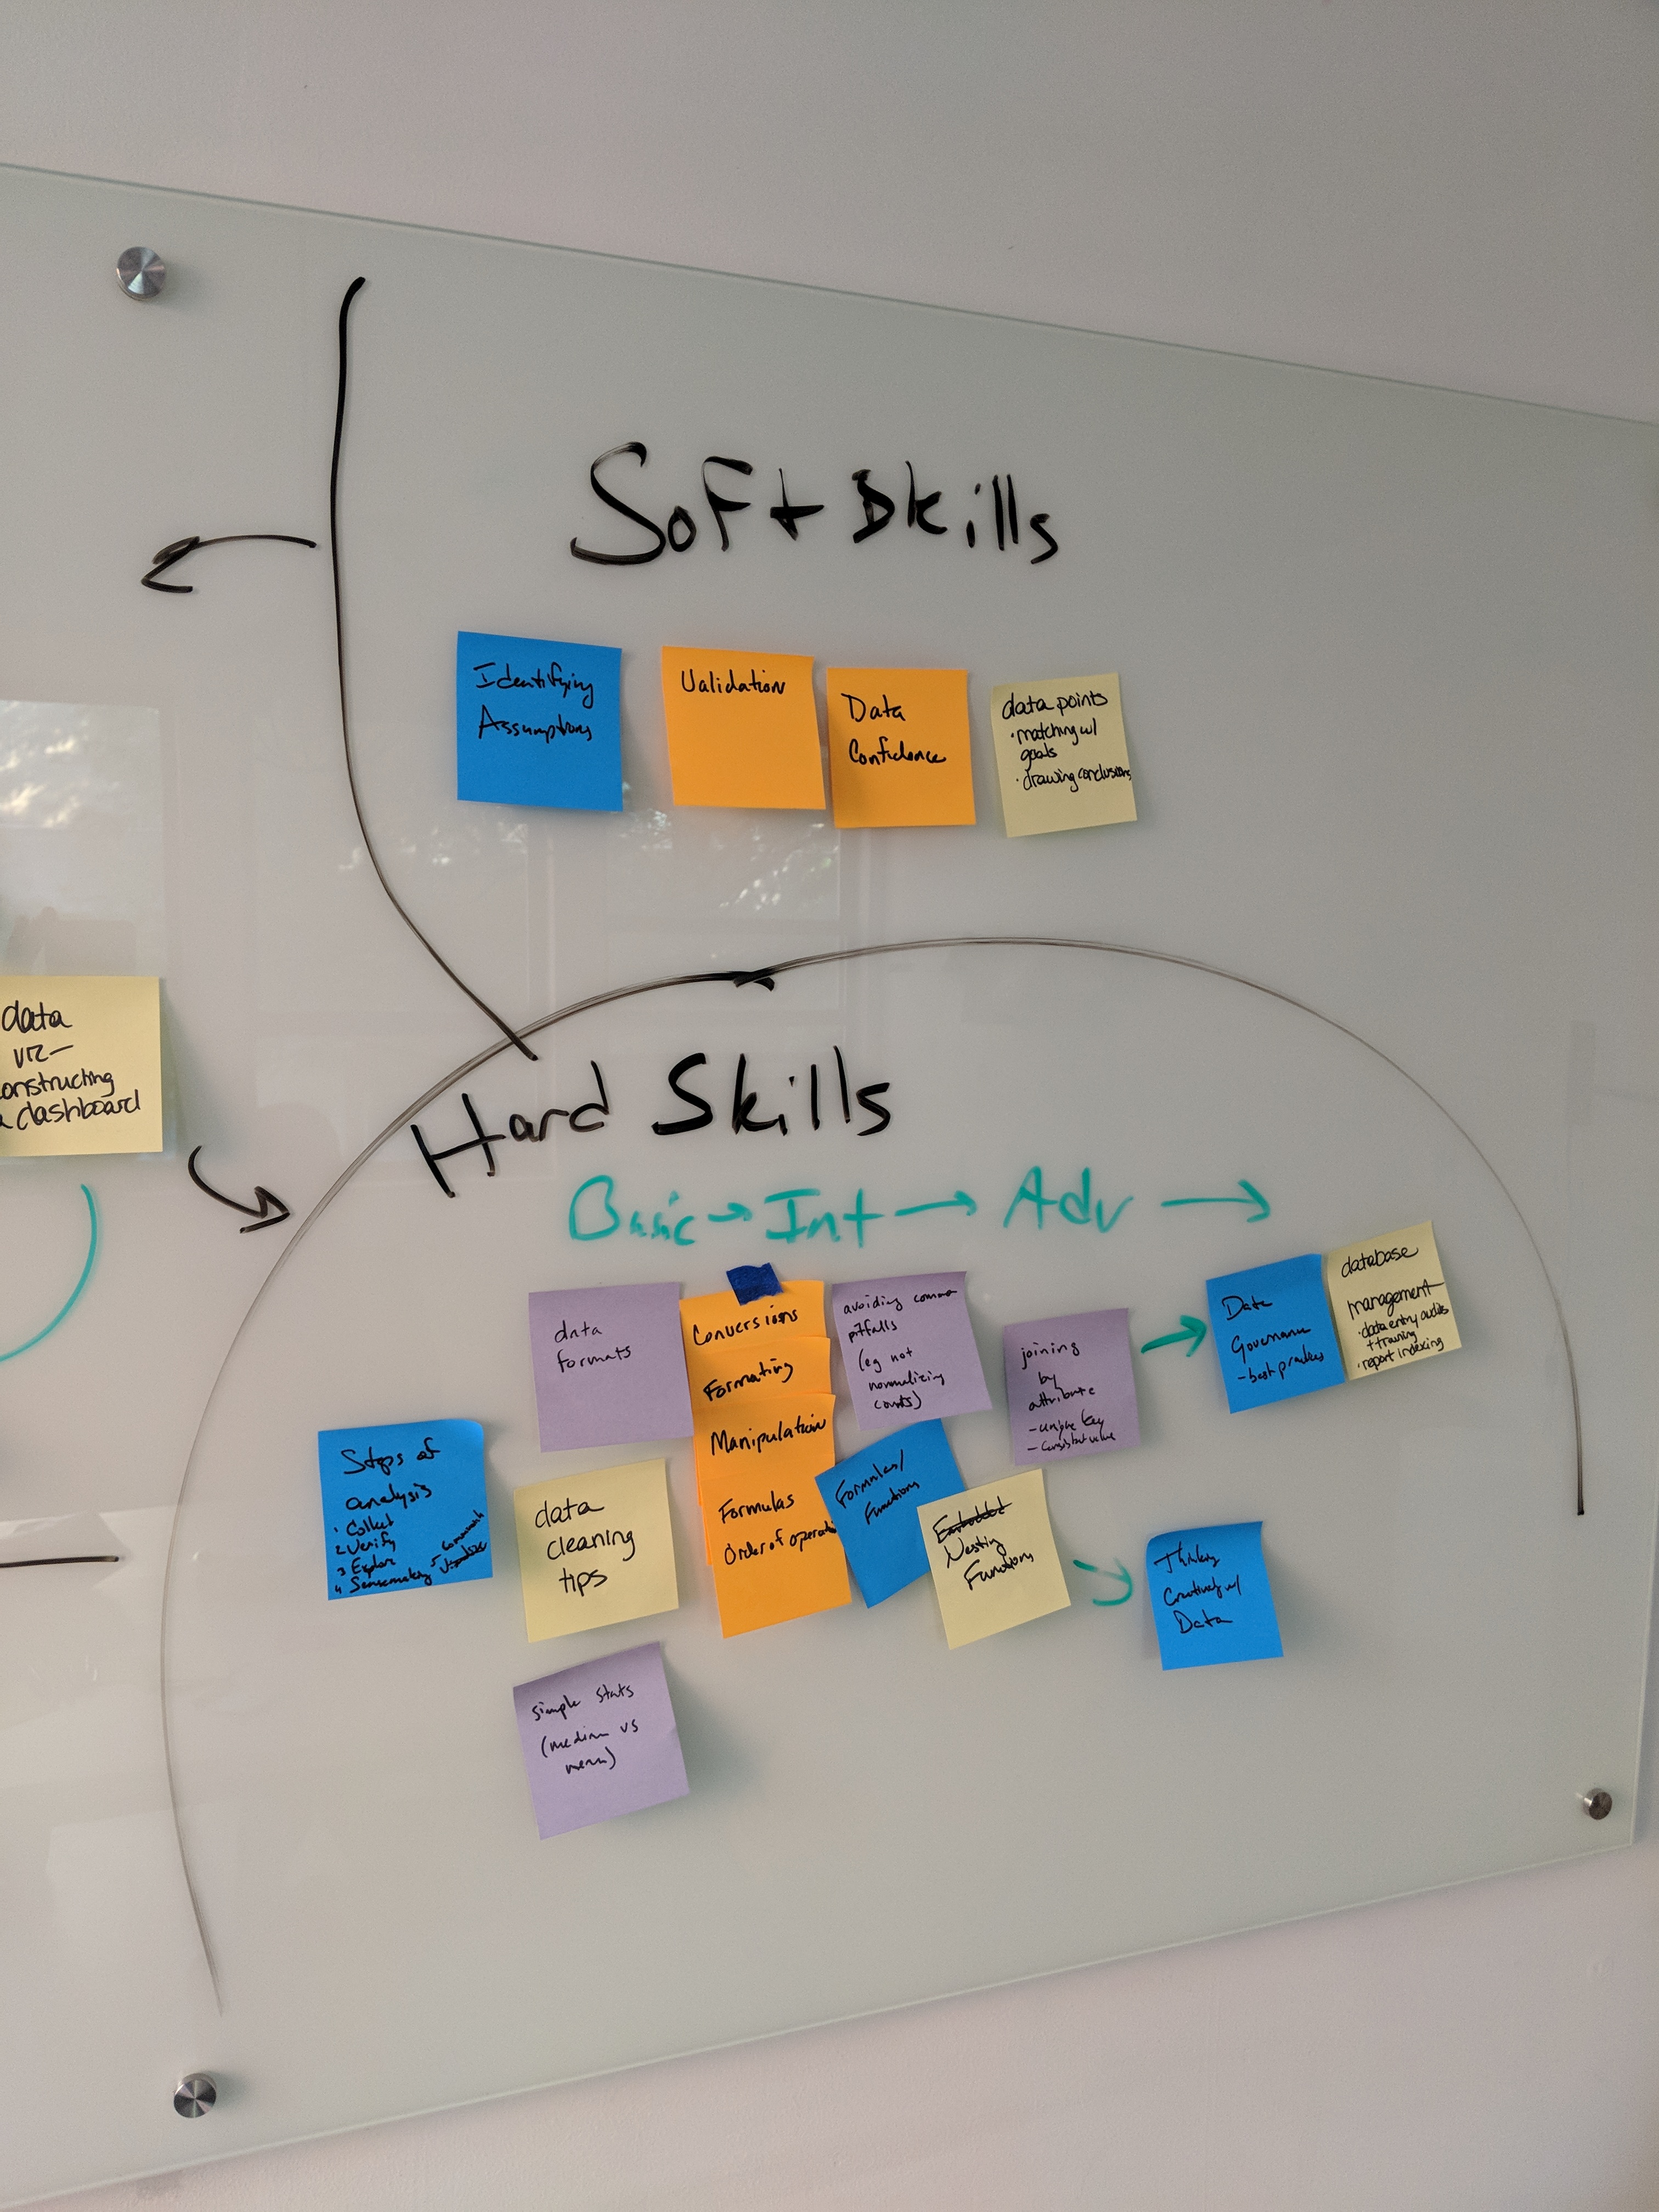 Soft Skills
Identifying
Assumptions
Validation
Data
Confidence
data points
• matching w/
goals
• drawing conclusions
data
viz –
onstructing
a dashboard
Hard Skills
Basic → Int → Adv →
data
formats
Conversions
Formating
Manipulation
Formulas
Order of operati
avoiding common
pitfalls
(eg not
normalizing
counts)
joining
by
attribute
- unique key
- consistent value
Data
Governance
- best practices
database
management
• data entry audits
+ training
• report indexing
Steps of
analysis
1 Collect
2 Verify
3 Explore
4 Sensemaking
5 Communicate
data
cleaning
tips
Formulas/
Functions
Embedded
Nesting
Functions
Thinking
Creatively w/
Data
simple stats
(median vs
mean)